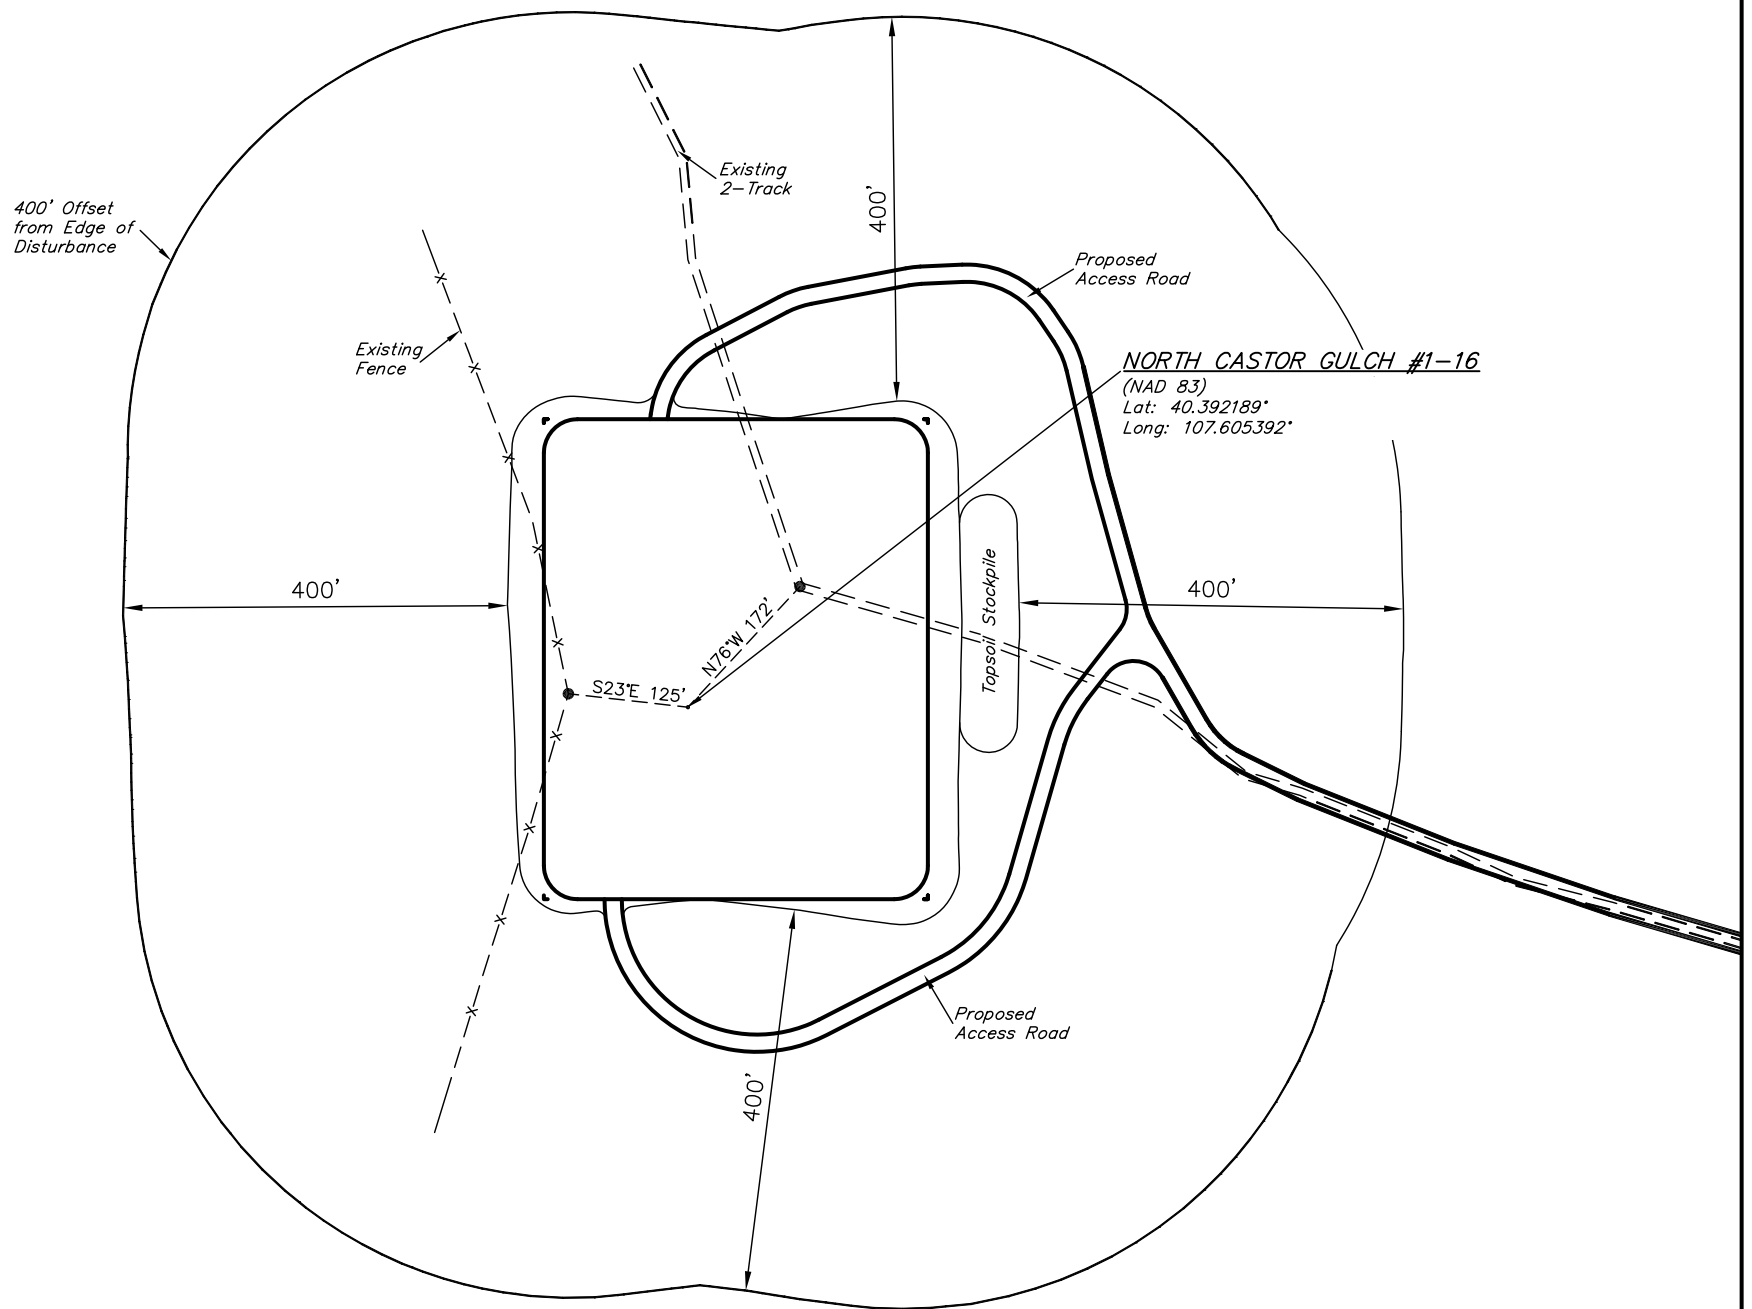 400' Offset
from Edge of
Disturbance
Existing
2-Track
400'
Proposed
Access Road
Existing
Fence
NORTH CASTOR GULCH #1-16
(NAD 83)
Lat: 40.392189°
Long: 107.605392°
400'
400'
Topsoil Stockpile
N76°W 172'
S23°E 125'
Proposed
Access Road
400'